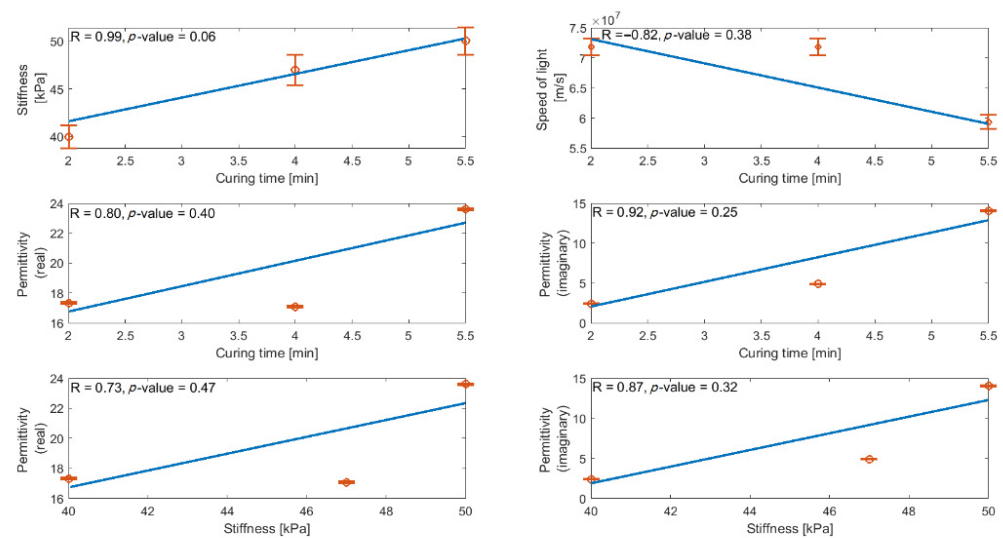 R = 0.99, p-value = 0.06
50
45
40
Stiffness
[kPa]
2 2.5 3 3.5 4 4.5 5 5.5
Curing time [min]
×10⁷
R =−0.82, p-value = 0.38
7.5
6.5
6
5.5
Speed of light
[m/s]
2 2.5 3 3.5 4 4.5 5 5.5
Curing time [min]
R = 0.80, p-value = 0.40
24
22
20
18
16
Permittivity
(real)
2 2.5 3 3.5 4 4.5 5 5.5
Curing time [min]
R = 0.92, p-value = 0.25
15
10
5
0
Permittivity
(imaginary)
2 2.5 3 3.5 4 4.5 5 5.5
Curing time [min]
R = 0.73, p-value = 0.47
24
22
20
18
16
Permittivity
(real)
40 42 44 46 48 50
Stiffness [kPa]
R = 0.87, p-value = 0.32
15
10
5
0
Permittivity
(imaginary)
40 42 44 46 48 50
Stiffness [kPa]